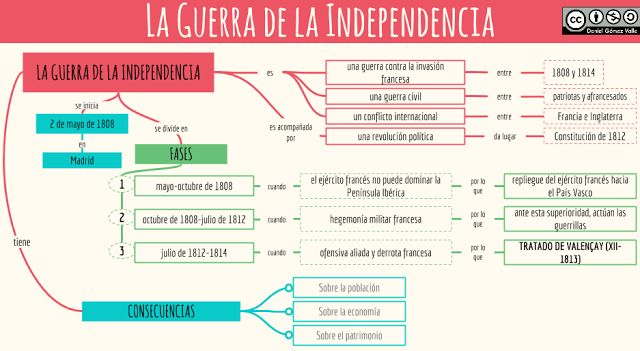 LA GUERRA DE LA INDEPENDENCIA
cc
Daniel Gómez Valle
LA GUERRA DE LA INDEPENDENCIA
es
una guerra contra la invasión
francesa
entre
1808 y 1814
una guerra civil
entre
patriotas y afrancesados
un conflicto internacional
entre
Francia e Inglaterra
es acompañada
por
una revolución política
da lugar
Constitución de 1812
se inicia
2 de mayo de 1808
en
Madrid
se divide en
FASES
1
mayo-octubre de 1808
cuando
el ejército francés no puede dominar la
Península Ibérica
por lo
que
repliegue del ejército francés hacia
el País Vasco
2
octubre de 1808-julio de 1812
cuando
hegemonía militar francesa
por lo
que
ante esta superioridad, actúan las
guerrillas
3
julio de 1812-1814
cuando
ofensiva aliada y derrota francesa
por lo
que
TRATADO DE VALENÇAY (XII-
1813)
tiene
CONSECUENCIAS
Sobre la población
Sobre la economía
Sobre el patrimonio